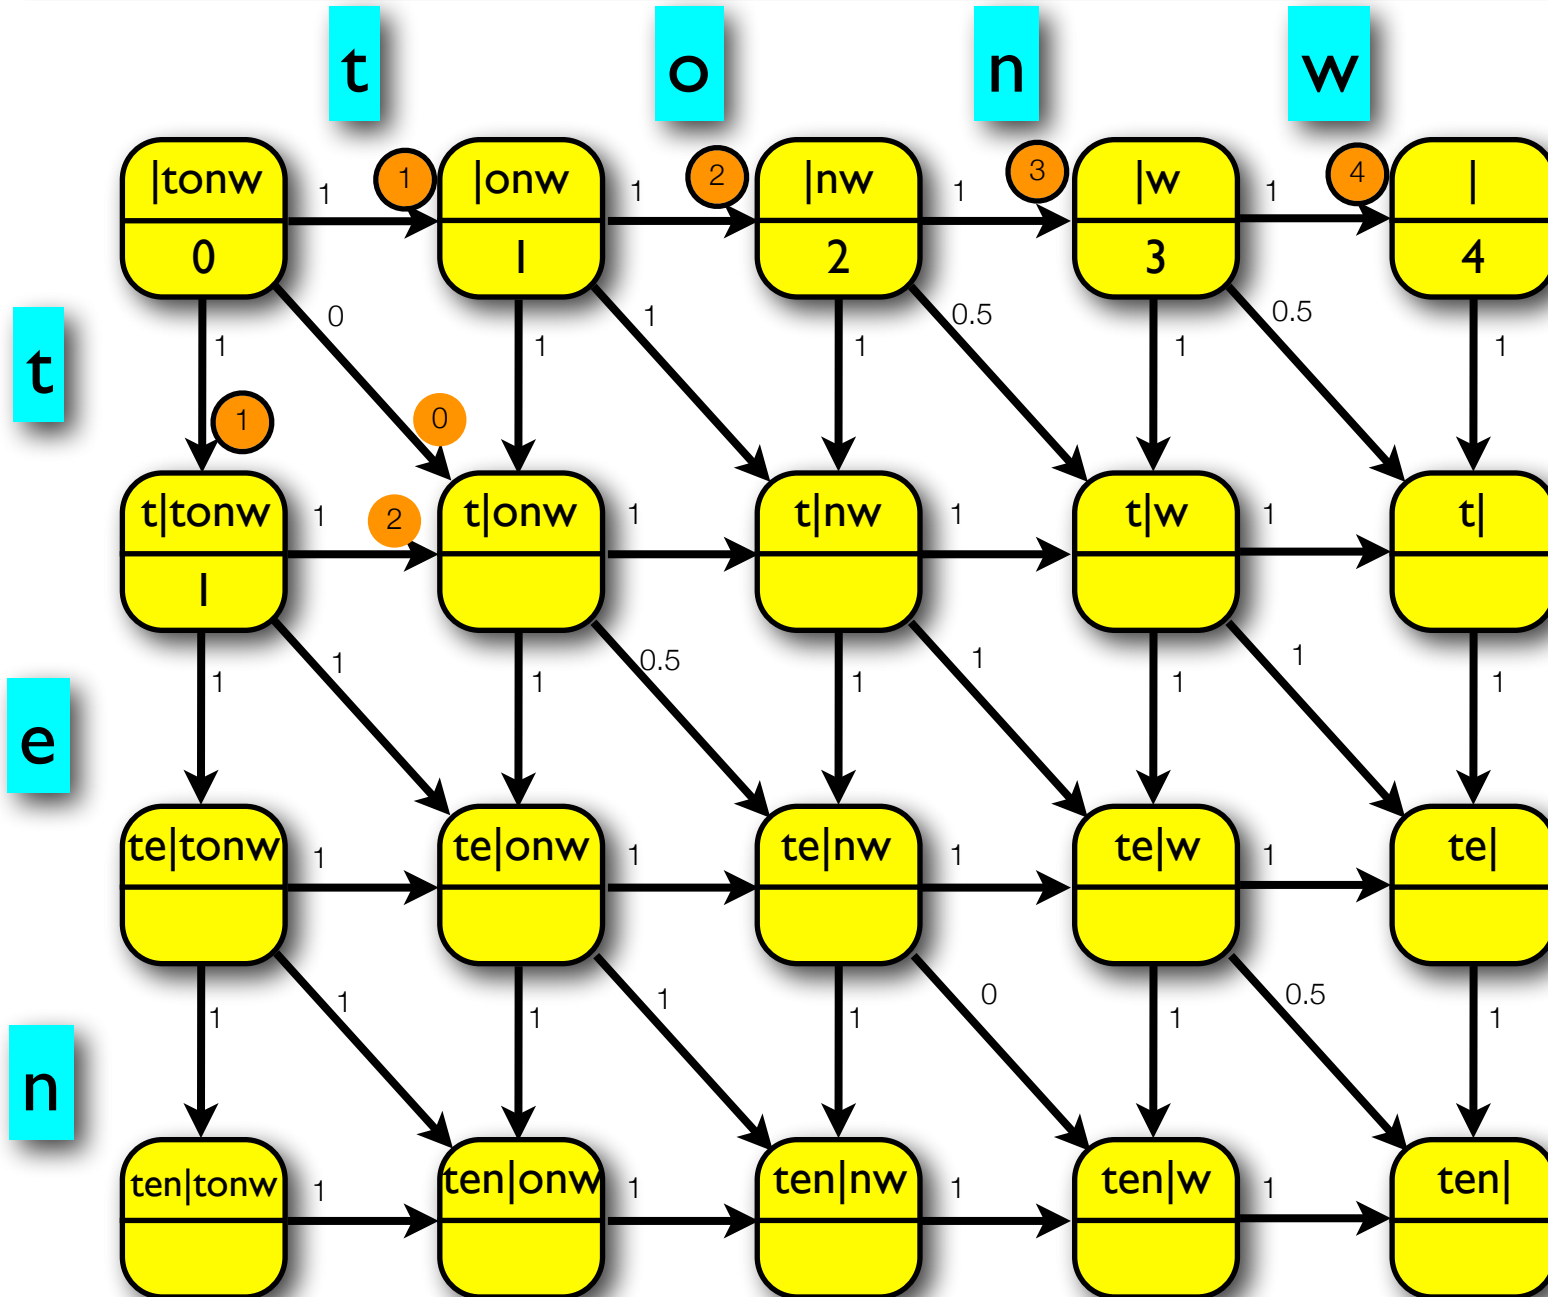 t o n w
1 1 1 2 1 3 1 4
|tonw |onw |nw |w |
0 1 2 3 4
0 1 0.5 0.5
t 1 1 1 1 1
1 0
t|tonw 1 2 t|onw 1 t|nw 1 t|w 1 t|
1
1 0.5 1 1
e 1 1 1 1 1
te|tonw 1 te|onw 1 te|nw 1 te|w 1 te|
1 1 0 0.5
n 1 1 1 1 1
ten|tonw 1 ten|onw 1 ten|nw 1 ten|w 1 ten|